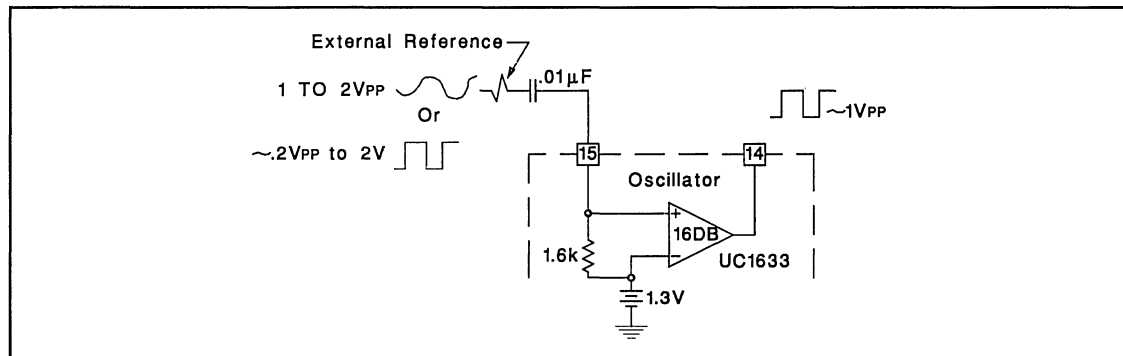 External Reference
.01µF
1 TO 2VPP
Or
~.2VPP to 2V
~1VPP
15
14
Oscillator
+
16DB
−
1.6k
UC1633
1.3V